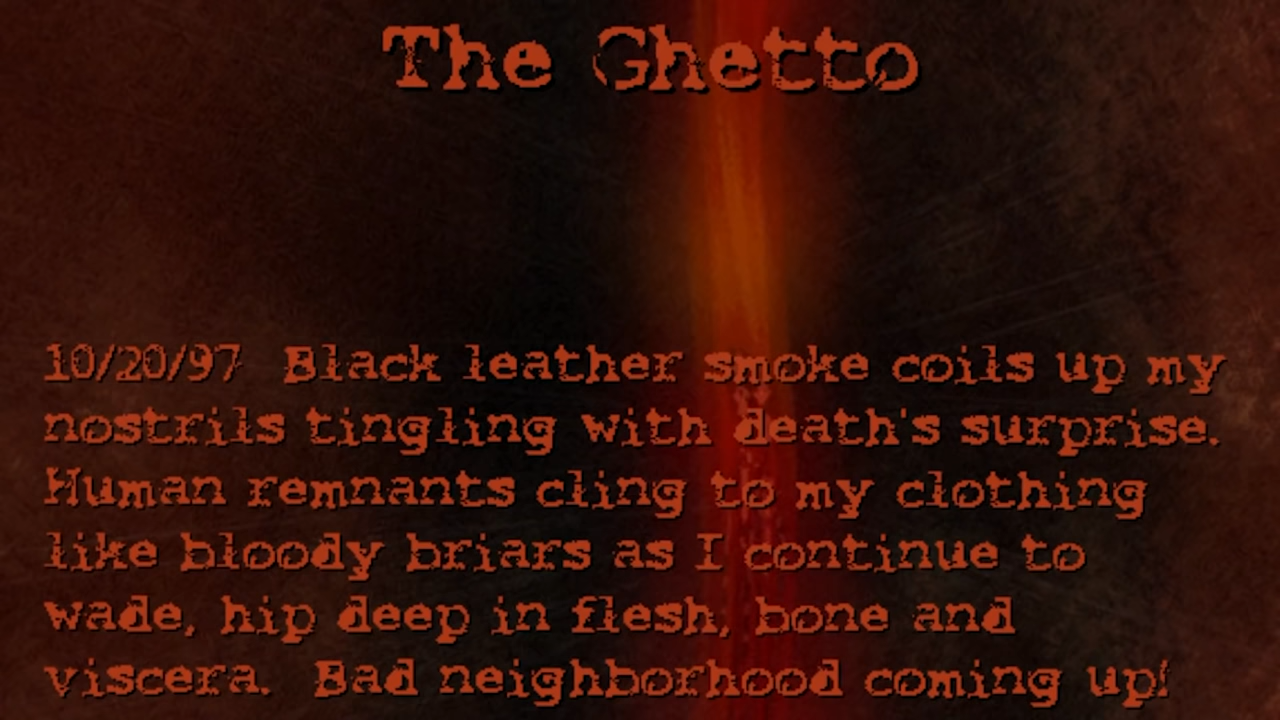 The Ghetto
10/20/97 Black leather smoke coils up my
nostrils tingling with death's surprise.
Human remnants cling to my clothing
like bloody briars as I continue to
wade, hip deep in flesh, bone and
viscera. Bad neighborhood coming up!